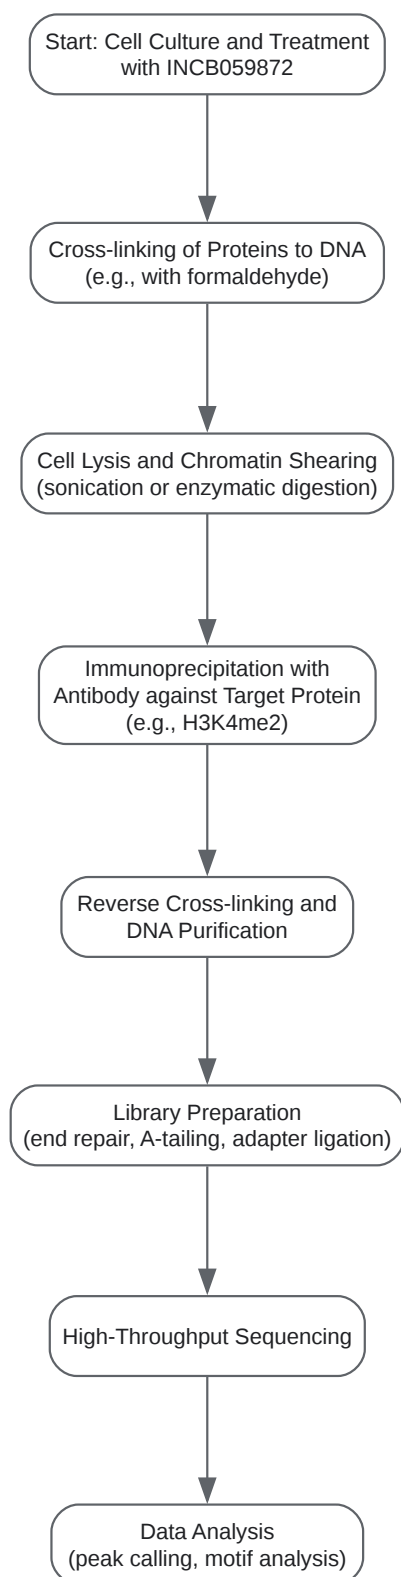 Start: Cell Culture and Treatment
with INCB059872
Cross-linking of Proteins to DNA
(e.g., with formaldehyde)
Cell Lysis and Chromatin Shearing
(sonication or enzymatic digestion)
Immunoprecipitation with
Antibody against Target Protein
(e.g., H3K4me2)
Reverse Cross-linking and
DNA Purification
Library Preparation
(end repair, A-tailing, adapter ligation)
High-Throughput Sequencing
Data Analysis
(peak calling, motif analysis)